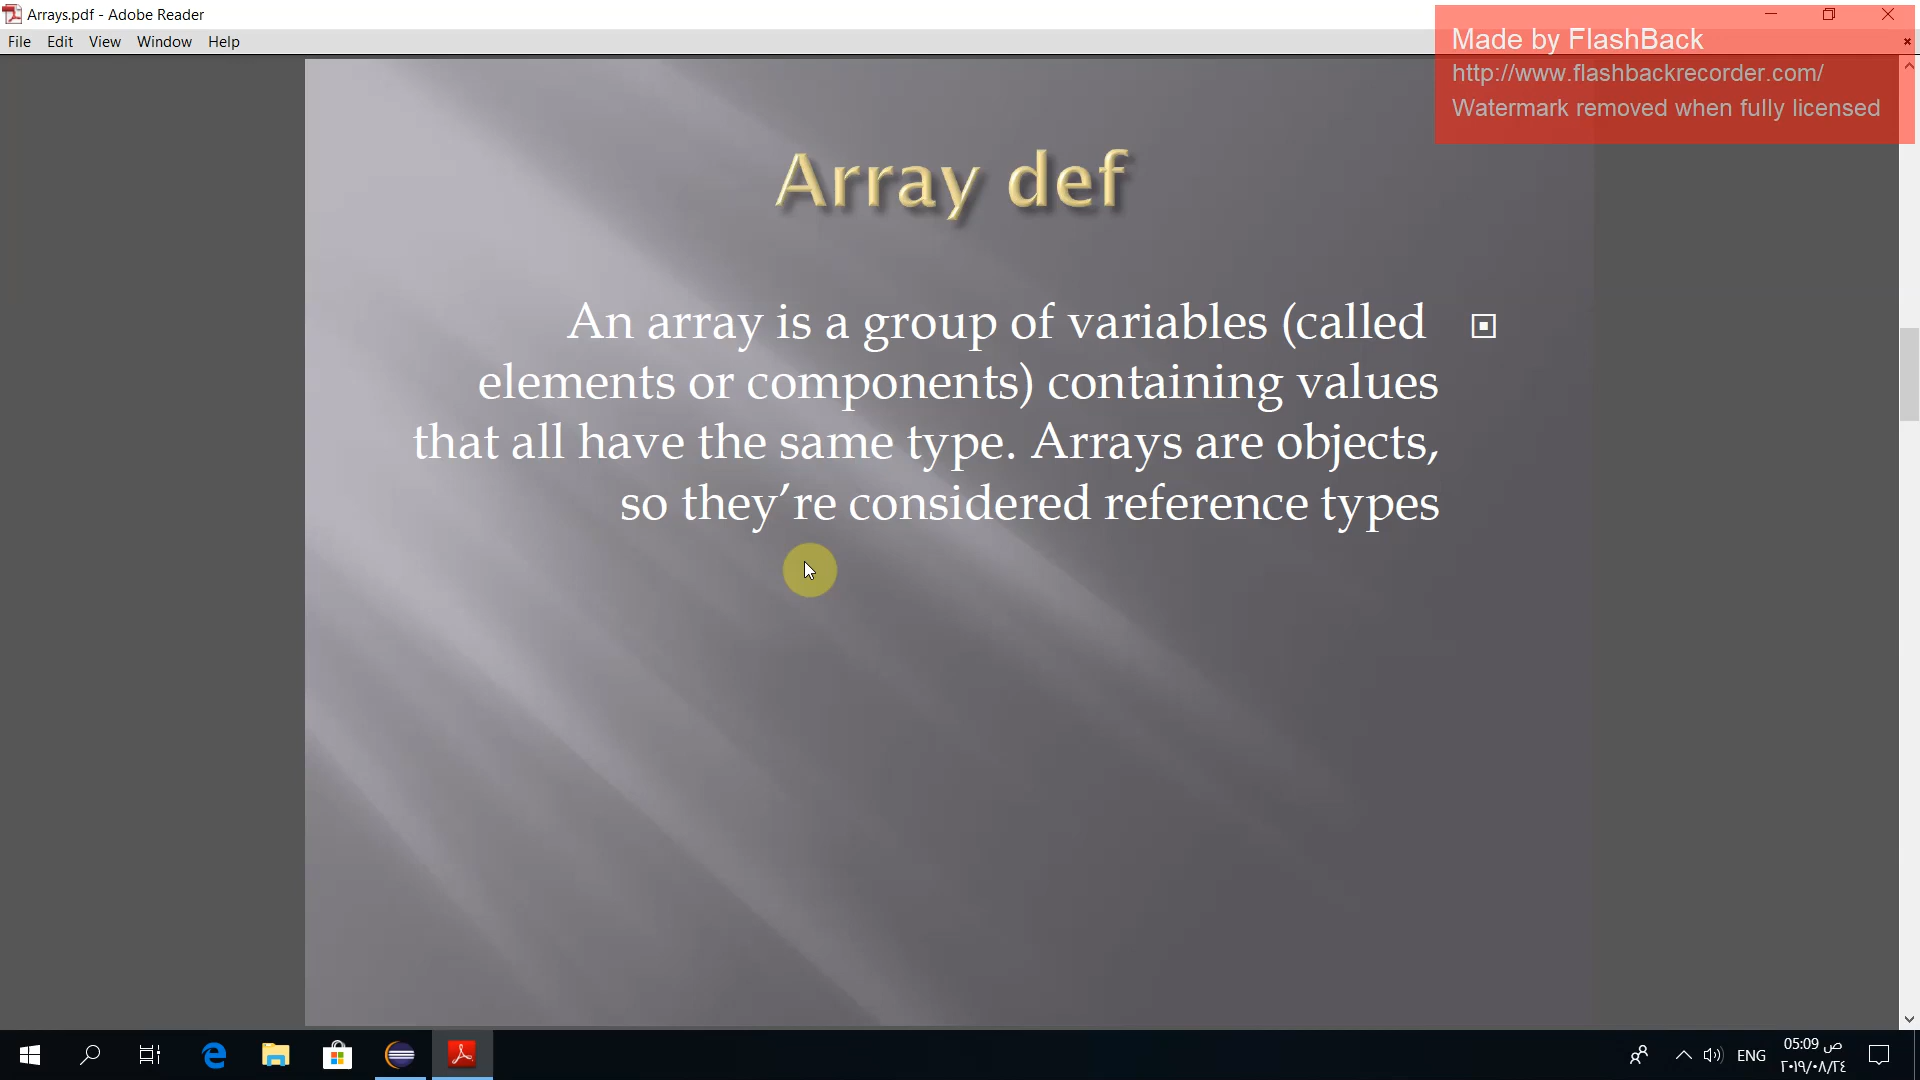 Arrays.pdf - Adobe Reader
File Edit View Window Help
Made by FlashBack
http://www.flashbackrecorder.com/
Watermark removed when fully licensed
Array def
An array is a group of variables (called
elements or components) containing values
that all have the same type. Arrays are objects,
so they’re considered reference types
ENG
05:09 ص
٢٠١٩/٠٨/٢٤